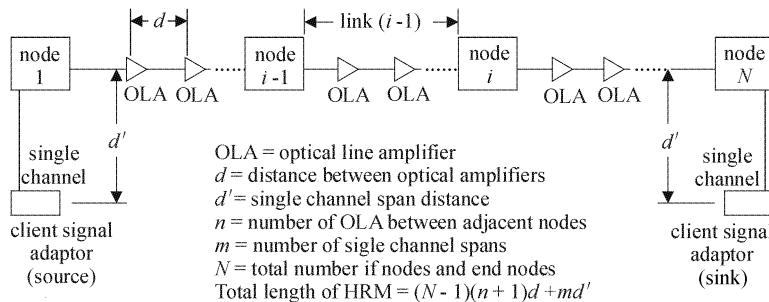 d
link (i -1)
node
1
OLA
OLA
node
i -1
OLA
OLA
node
i
OLA
OLA
node
N
d'
d'
single
channel
single
channel
client signal
adaptor
(source)
client signal
adaptor
(sink)
OLA = optical line amplifier
d = distance between optical amplifiers
d' = single channel span distance
n = number of OLA between adjacent nodes
m = number of sigle channel spans
N = total number if nodes and end nodes
Total length of HRM = (N - 1)(n + 1)d +md'